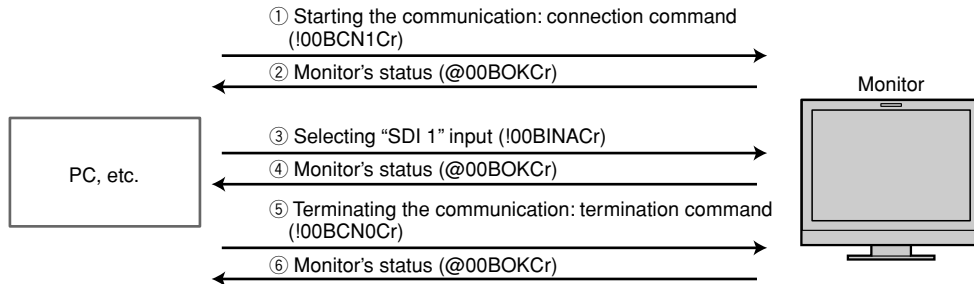 ① Starting the communication: connection command
(!00BCN1Cr)
② Monitor's status (@00BOKCr)
Monitor
③ Selecting “SDI 1” input (!00BINACr)
PC, etc.
④ Monitor's status (@00BOKCr)
⑤ Terminating the communication: termination command
(!00BCN0Cr)
⑥ Monitor's status (@00BOKCr)